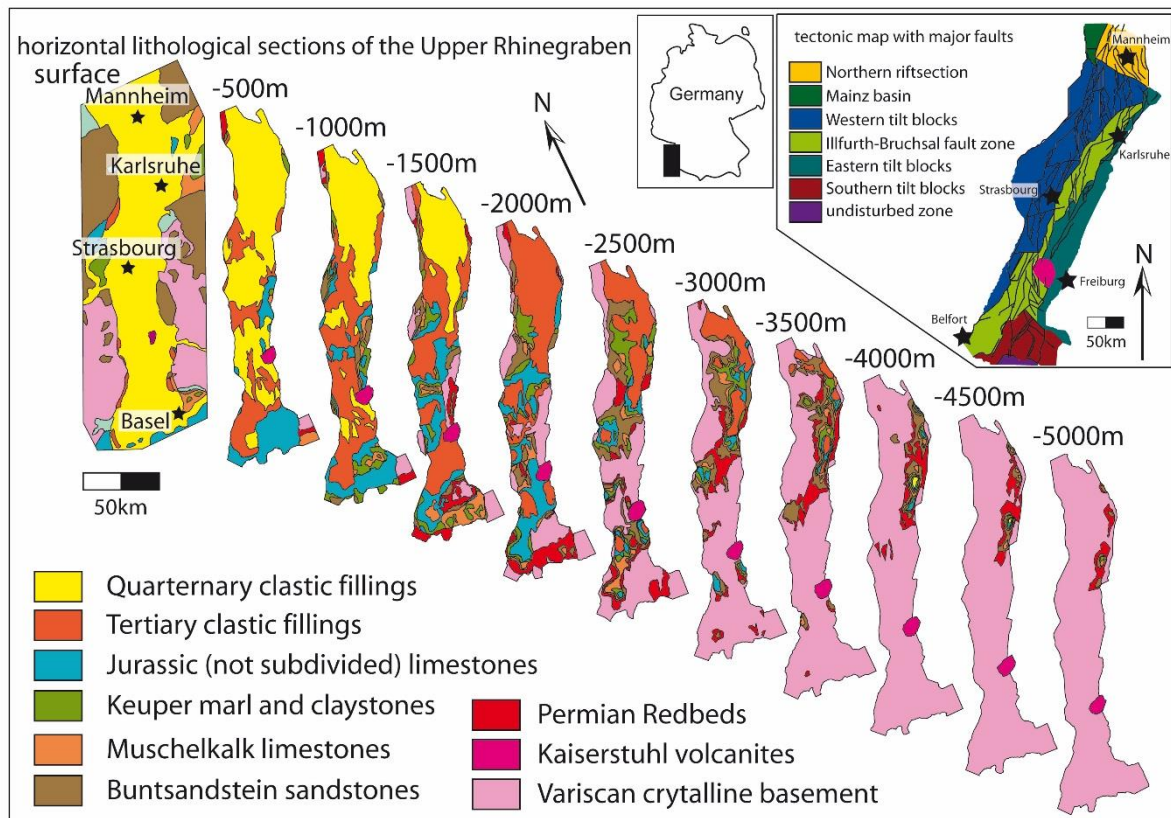 horizontal lithological sections of the Upper Rhinegraben
surface
Mannheim
Karlsruhe
Strasbourg
Basel
50km
-500m
-1000m
-1500m
-2000m
-2500m
-3000m
-3500m
-4000m
-4500m
-5000m
N
Germany
tectonic map with major faults
Northern riftsection
Mainz basin
Western tilt blocks
Illfurth-Bruchsal fault zone
Eastern tilt blocks
Southern tilt blocks
undisturbed zone
Mannheim
Karlsruhe
Strasbourg
Freiburg
Belfort
N
50km
Quarternary clastic fillings
Tertiary clastic fillings
Jurassic (not subdivided) limestones
Keuper marl and claystones
Muschelkalk limestones
Buntsandstein sandstones
Permian Redbeds
Kaiserstuhl volcanites
Variscan crytalline basement